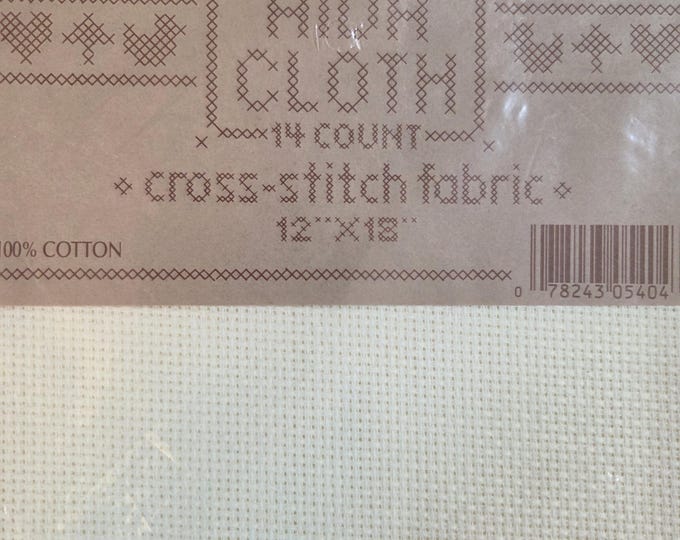 CLOTH
14 COUNT
cross-stitch fabric
12"X18"
100% COTTON
0 78243 05404